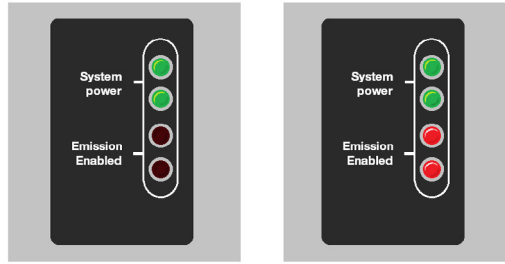 System
power
Emission
Enabled
System
power
Emission
Enabled